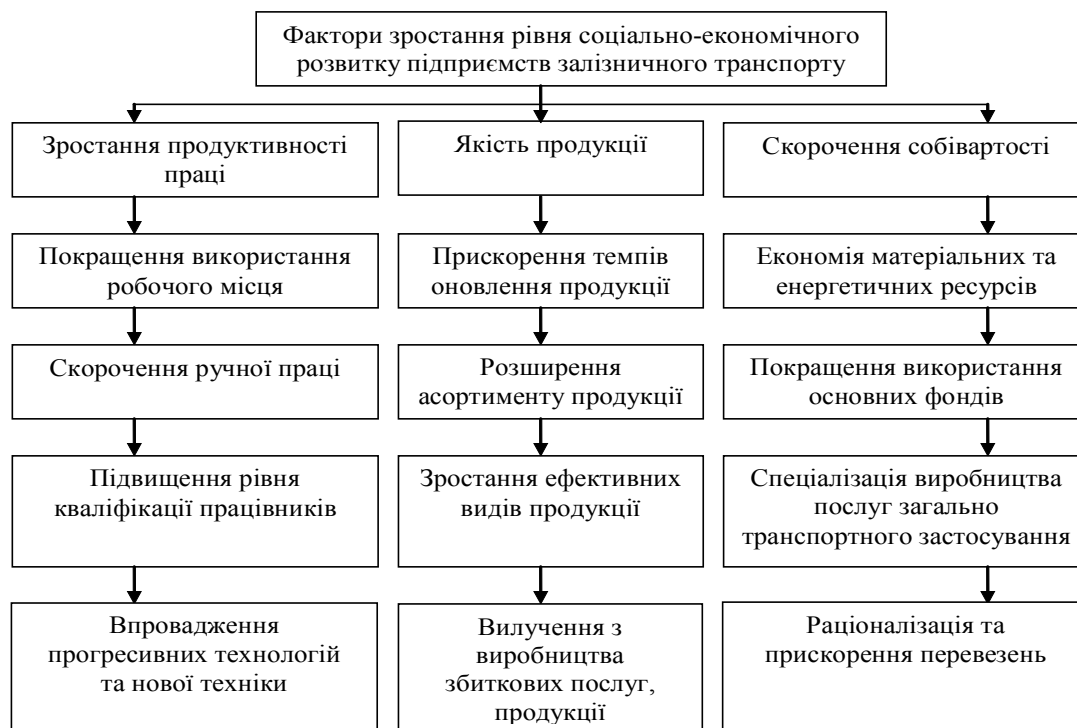 Фактори зростання рівня соціально-економічного
розвитку підприємств залізничного транспорту
Зростання продуктивності
праці
Якість продукції
Скорочення собівартості
Покращення використання
робочого місця
Прискорення темпів
оновлення продукції
Економія матеріальних та
енергетичних ресурсів
Скорочення ручної праці
Розширення
асортименту продукції
Покращення використання
основних фондів
Підвищення рівня
кваліфікації працівників
Зростання ефективних
видів продукції
Спеціалізація виробництва
послуг загально
транспортного застосування
Впровадження
прогресивних технологій
та нової техніки
Вилучення з
виробництва
збиткових послуг,
продукції
Раціоналізація та
прискорення перевезень